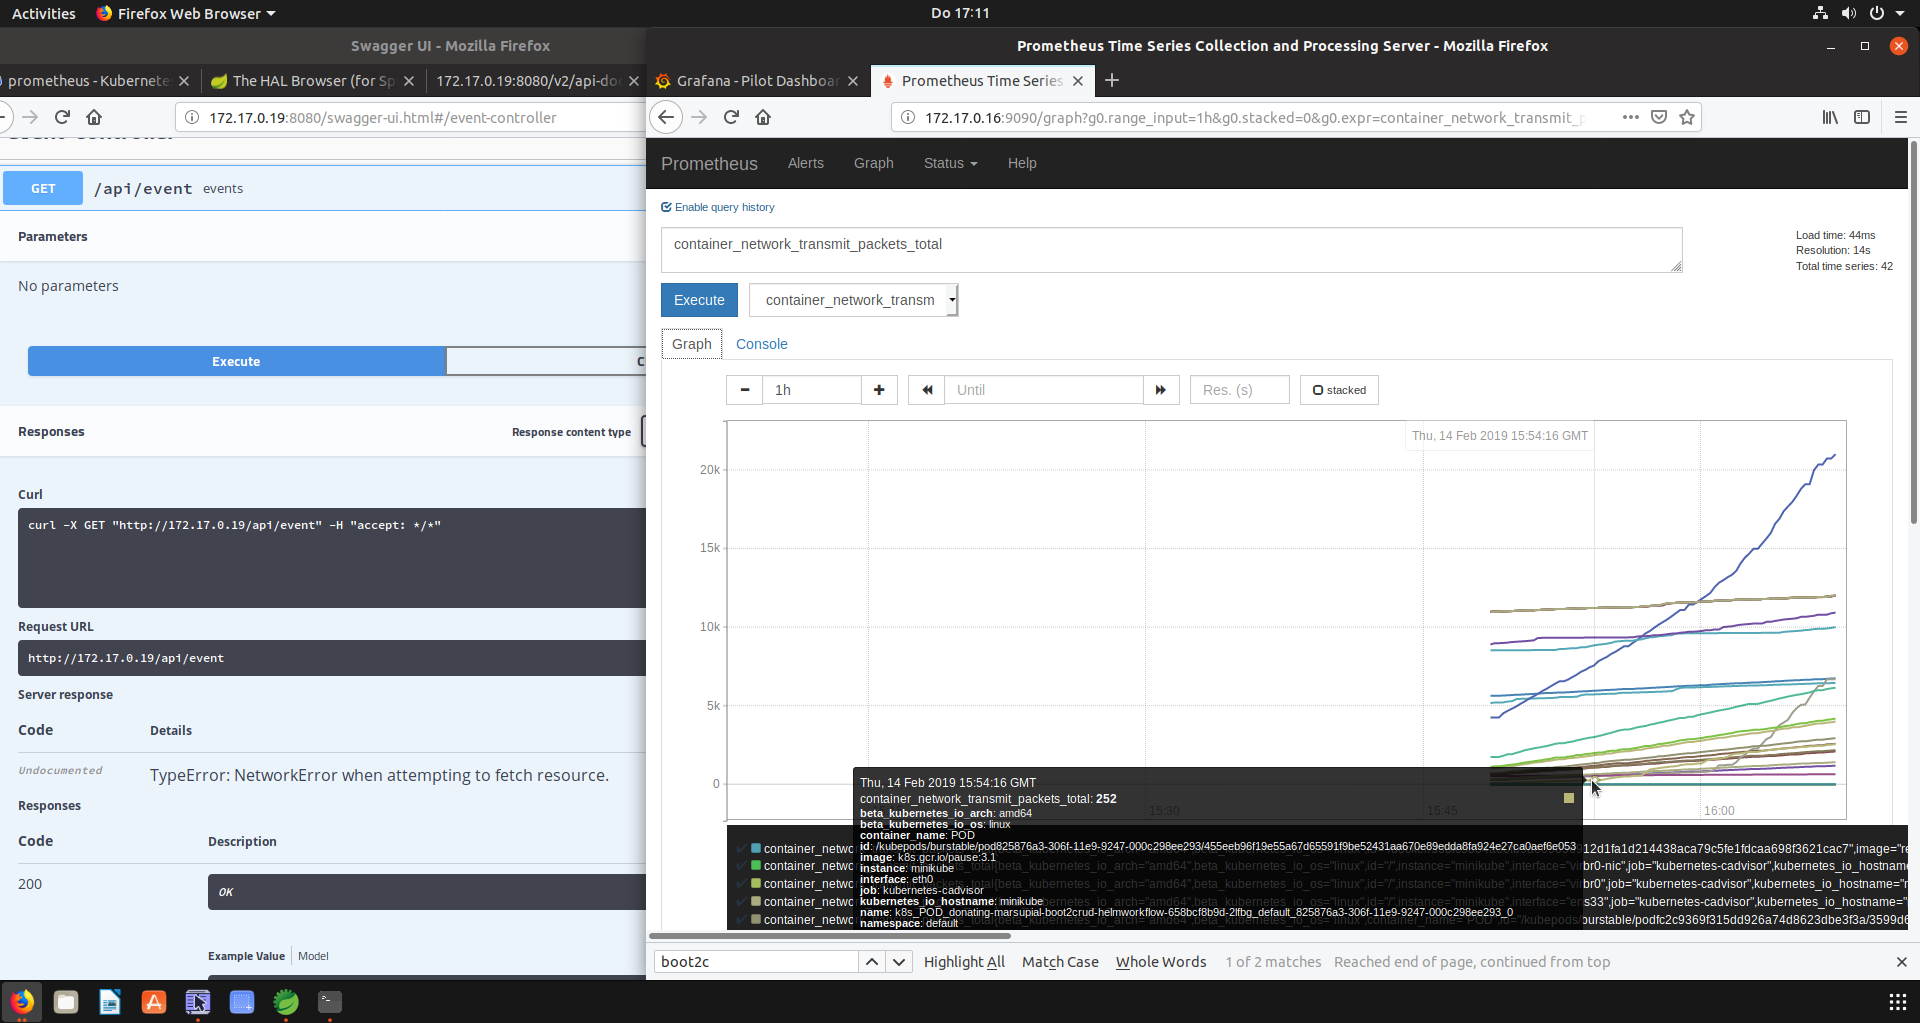 Activities
Firefox Web Browser
Do 17:11
Swagger UI - Mozilla Firefox
prometheus - Kubernete
The HAL Browser (for Sp
172.17.0.19:8080/v2/api-do
172.17.0.19:8080/swagger-ui.html#/event-controller
GET
/api/event events
Parameters
No parameters
Execute
C
Responses
Response content type
Curl
curl -X GET "http://172.17.0.19/api/event" -H "accept: */*"
Request URL
http://172.17.0.19/api/event
Server response
Code
Details
Undocumented
TypeError: NetworkError when attempting to fetch resource.
Responses
Code
Description
200
OK
Example Value
Model
Prometheus Time Series Collection and Processing Server - Mozilla Firefox
Grafana - Pilot Dashboar
Prometheus Time Series
172.17.0.16:9090/graph?g0.range_input=1h&g0.stacked=0&g0.expr=container_network_transmit_p
Prometheus
Alerts
Graph
Status
Help
Enable query history
container_network_transmit_packets_total
Load time: 44ms
Resolution: 14s
Total time series: 42
Execute
container_network_transm
Graph
Console
1h
Until
Res. (s)
stacked
Thu, 14 Feb 2019 15:54:16 GMT
20k
15k
10k
5k
0
15:30
15:45
16:00
Thu, 14 Feb 2019 15:54:16 GMT
container_network_transmit_packets_total: 252
beta_kubernetes_io_arch: amd64
beta_kubernetes_io_os: linux
container_name: POD
id: /kubepods/burstable/pod825876a3-306f-11e9-9247-000c298ee293/455eeb96f19e55a67d65591f9be52431aa670e89edda8fa924e27ca0aef6e053
image: k8s.gcr.io/pause:3.1
instance: minikube
interface: eth0
job: kubernetes-cadvisor
kubernetes_io_hostname: minikube
name: k8s_POD_donating-marsupial-boot2crud-helmworkflow-658bcf8b9d-2lfbg_default_825876a3-306f-11e9-9247-000c298ee293_0
namespace: default
container_netwo
12d1fa1d214438aca79c5fe1fdcaa698f3621cac7",image="re
container_netwo
br0-nic",job="kubernetes-cadvisor",kubernetes_io_hostname=
container_netwo
br0",job="kubernetes-cadvisor",kubernetes_io_hostname="
container_netwo
s33",job="kubernetes-cadvisor",kubernetes_io_hostname="
container_netwo
burstable/podfc2c9369f315dd926a74d8623dbe3f3a/3599d6
boot2c
Highlight All
Match Case
Whole Words
1 of 2 matches
Reached end of page, continued from top